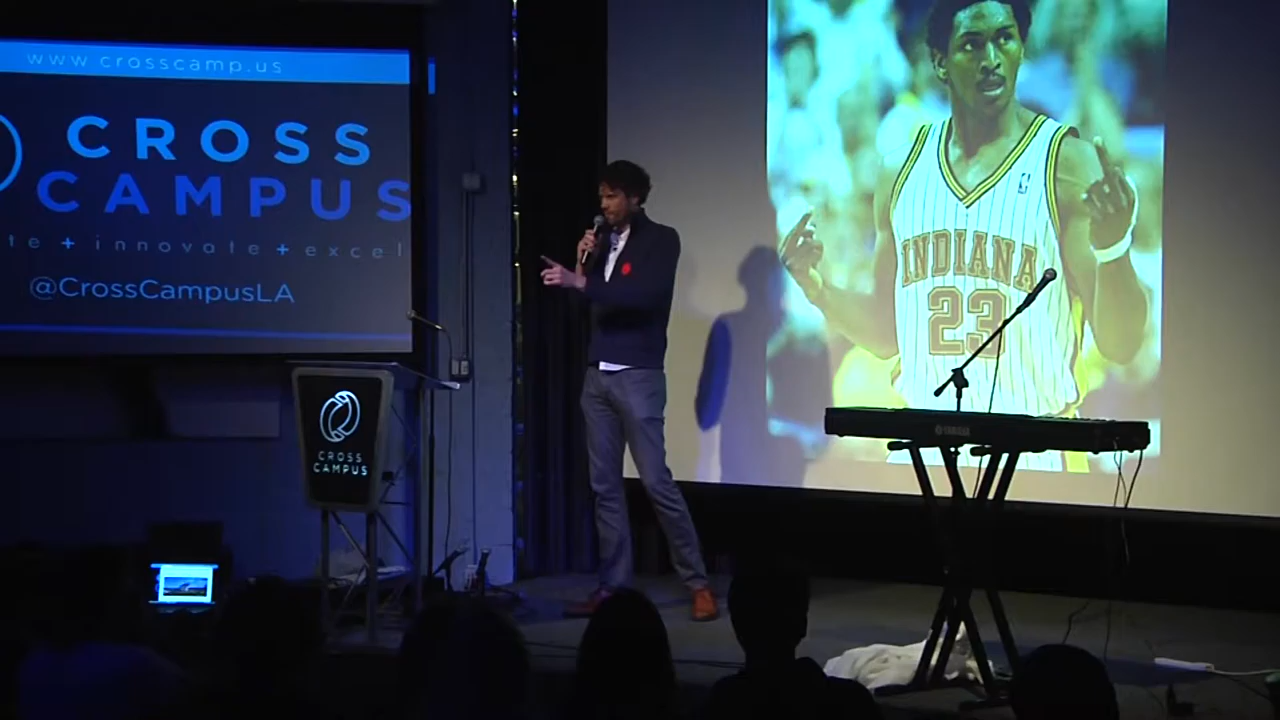 www crosscamp.us
CROSS
CAMPUS
te + innovate + excel
@CrossCampusLA
CROSS
CAMPUS
INDIANA
23
YAMAHA